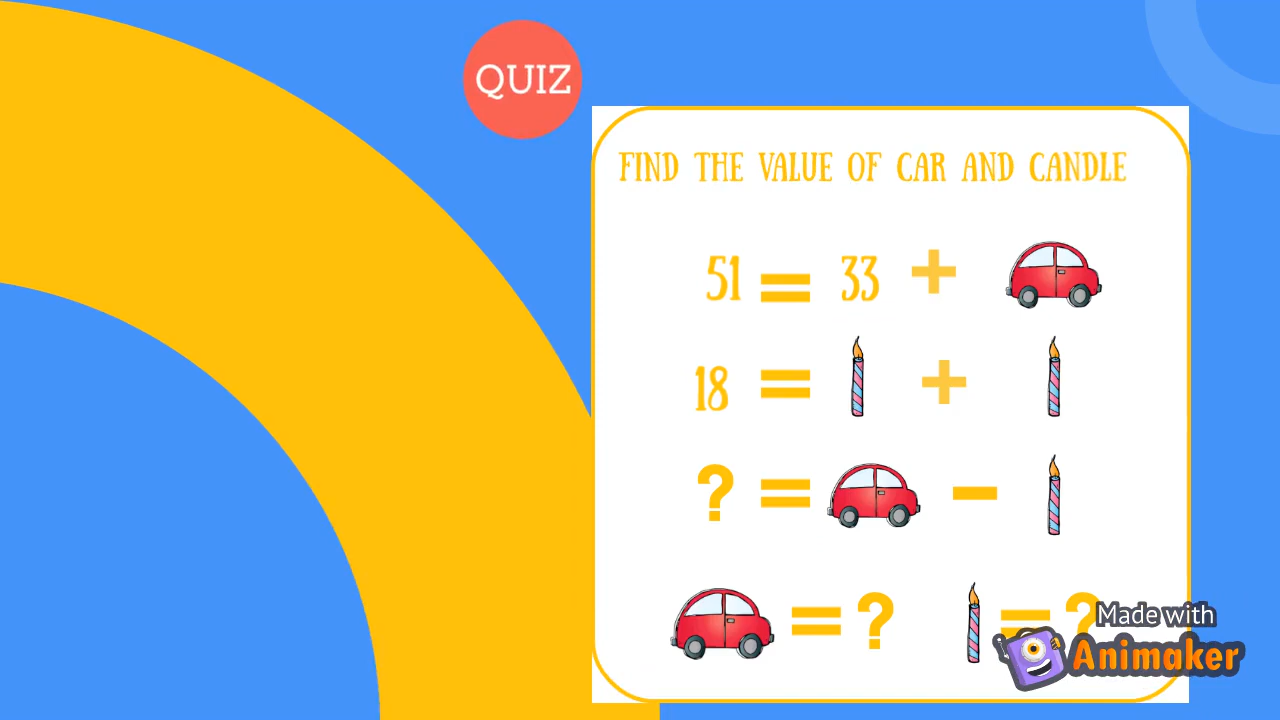 QUIZ
FIND THE VALUE OF CAR AND CANDLE
51 = 33 +
18 = +
? = -
= ? = ?
Made with
Animaker